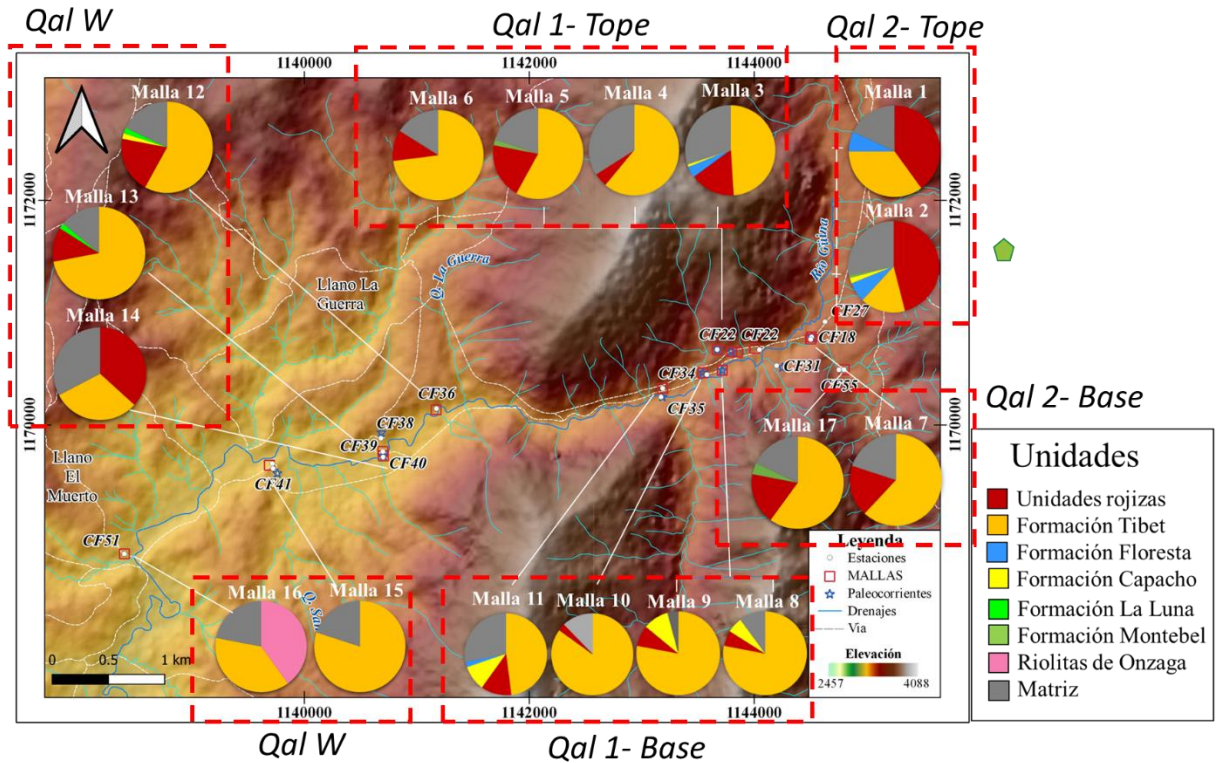 Qal W
Qal 1- Tope
Qal 2- Tope
1140000
1142000
1144000
Malla 12
Malla 6
Malla 5
Malla 4
Malla 3
Malla 1
Malla 13
1172000
1172000
Malla 2
Río Guina
Q. La Guerra
Llano La
Guerra
Malla 14
CF27
CF22
CF22
CF18
CF31
CF34
CF55
CF36
CF35
Qal 2- Base
CF38
1170000
1170000
CF39
Malla 17
Malla 7
CF40
Llano
El
Muerto
CF41
Unidades
Unidades rojizas
Formación Tibet
Formación Floresta
Formación Capacho
Formación La Luna
Formación Montebel
Riolitas de Onzaga
Matriz
CF51
Leyenda
Estaciones
MALLAS
Paleocorrientes
Drenajes
Via
Elevación
2457
4088
Malla 16
Q. San
Malla 15
Malla 11
Malla 10
Malla 9
Malla 8
0
0.5
1 km
1140000
1142000
1144000
Qal W
Qal 1- Base